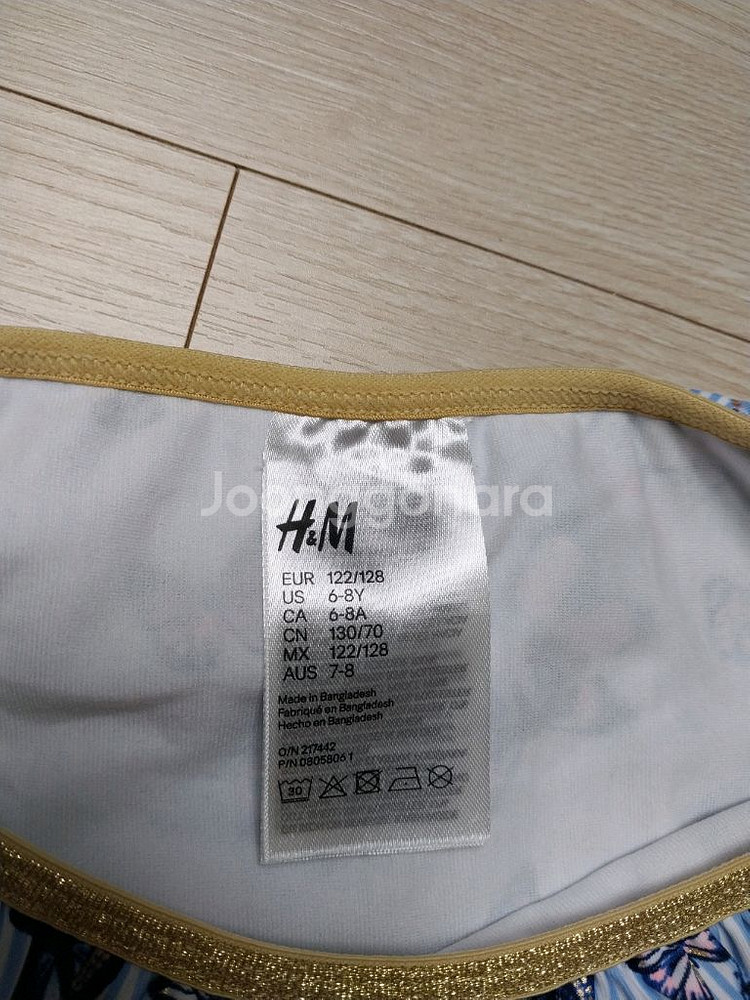 Joonggonara
H&M
EUR 122/128
US 6-8Y
CA 6-8A
CN 130/70
MX 122/128
AUS 7-8
Made in Bangladesh
Fabriqué en Bangladesh
Hecho en Bangladesh
O/N 217442
P/N 0805806 1
30